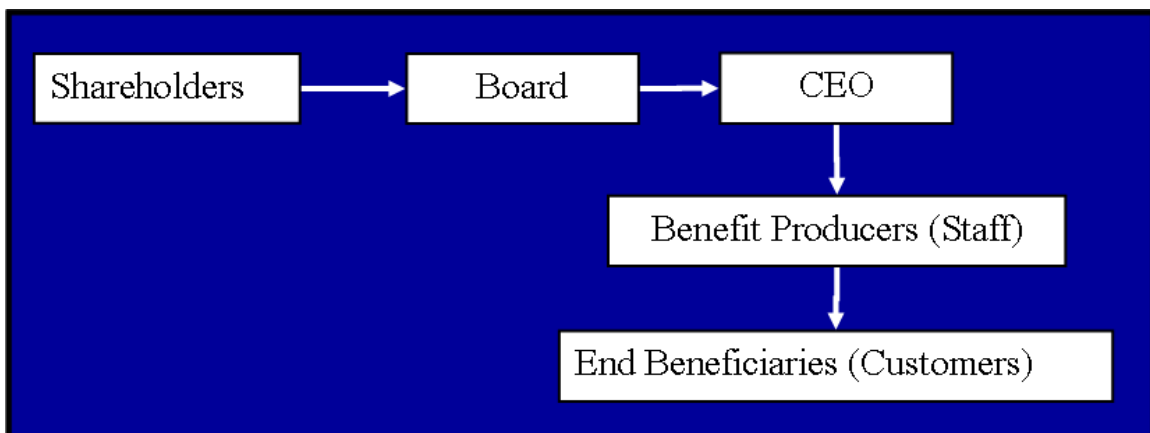 Shareholders
Board
CEO
Benefit Producers (Staff)
End Beneficiaries (Customers)